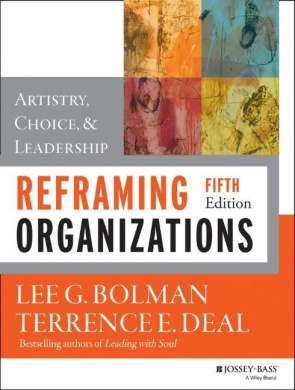 ARTISTRY,
CHOICE, &
LEADERSHIP
REFRAMING FIFTH
Edition
ORGANIZATIONS
LEE G. BOLMAN
TERRENCE E. DEAL
Bestselling authors of Leading with Soul
JOSSEY-BASS™
A Wiley Brand